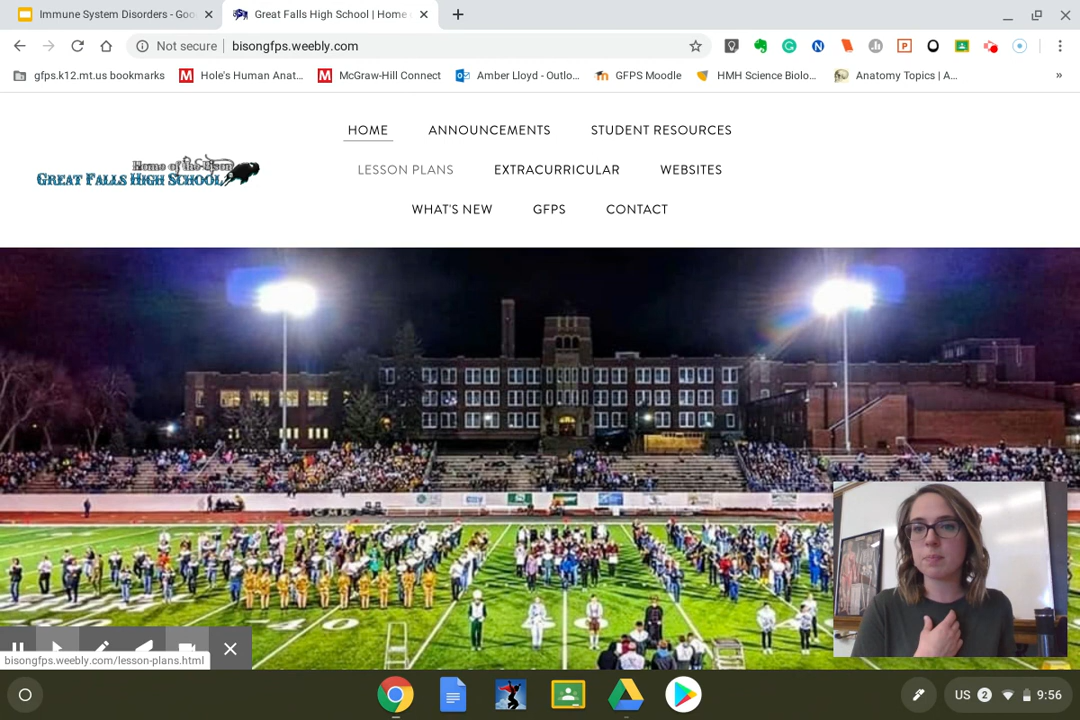 Immune System Disorders - Goo
Great Falls High School | Home
Not secure | bisongfps.weebly.com
gfps.k12.mt.us bookmarks
Hole's Human Anat...
McGraw-Hill Connect
Amber Lloyd - Outlo...
GFPS Moodle
HMH Science Biolo...
Anatomy Topics | A...
»
HOME
ANNOUNCEMENTS
STUDENT RESOURCES
LESSON PLANS
EXTRACURRICULAR
WEBSITES
WHAT'S NEW
GFPS
CONTACT
Home of the Bison
GREAT FALLS HIGH SCHOOL
bisongfps.weebly.com/lesson-plans.html
US 2 9:56